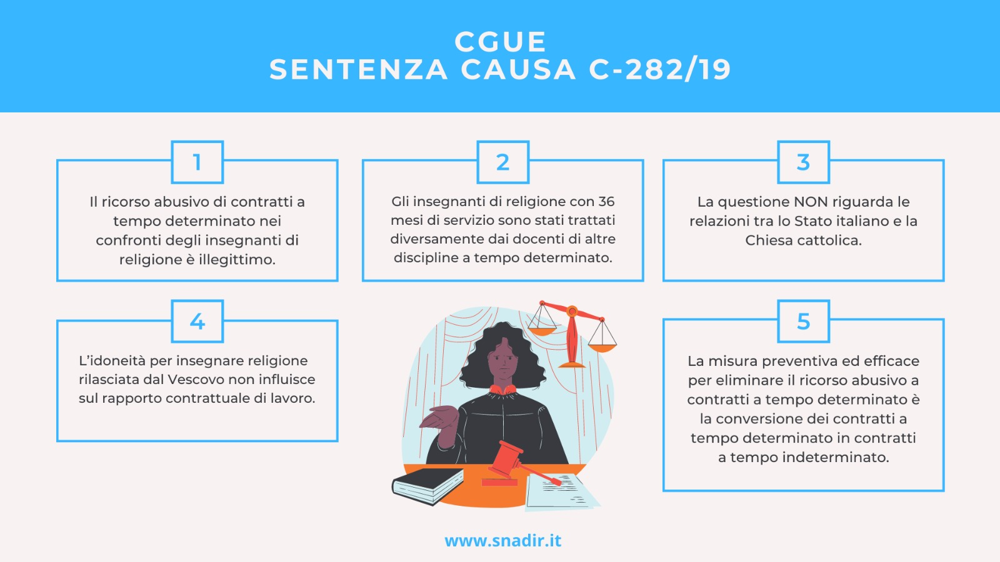 CGUE
SENTENZA CAUSA C-282/19
1
Il ricorso abusivo di contratti a
tempo determinato nei
confronti degli insegnanti di
religione è illegittimo.
2
Gli insegnanti di religione con 36
mesi di servizio sono stati trattati
diversamente dai docenti di altre
discipline a tempo determinato.
3
La questione NON riguarda le
relazioni tra lo Stato italiano e la
Chiesa cattolica.
4
L’idoneità per insegnare religione
rilasciata dal Vescovo non influisce
sul rapporto contrattuale di lavoro.
5
La misura preventiva ed efficace
per eliminare il ricorso abusivo a
contratti a tempo determinato è
la conversione dei contratti a
tempo determinato in contratti
a tempo indeterminato.
www.snadir.it